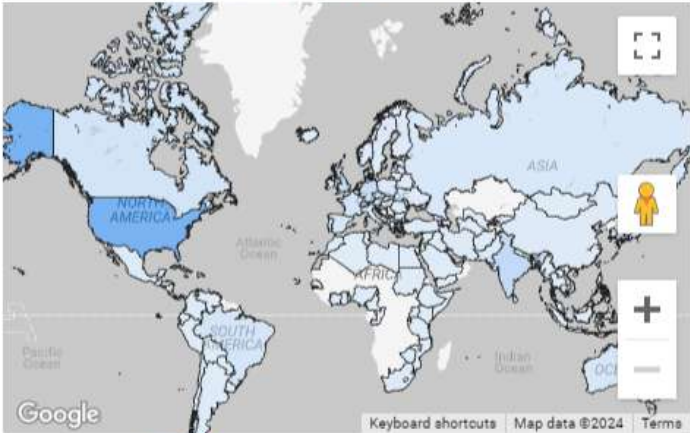 ASIA
NORTH
AMERICA
Atlantic
Ocean
AFRICA
SOUTH
AMERICA
Pacific
Ocean
Indian
Ocean
OCE
Google
Keyboard shortcuts
Map data ©2024
Terms